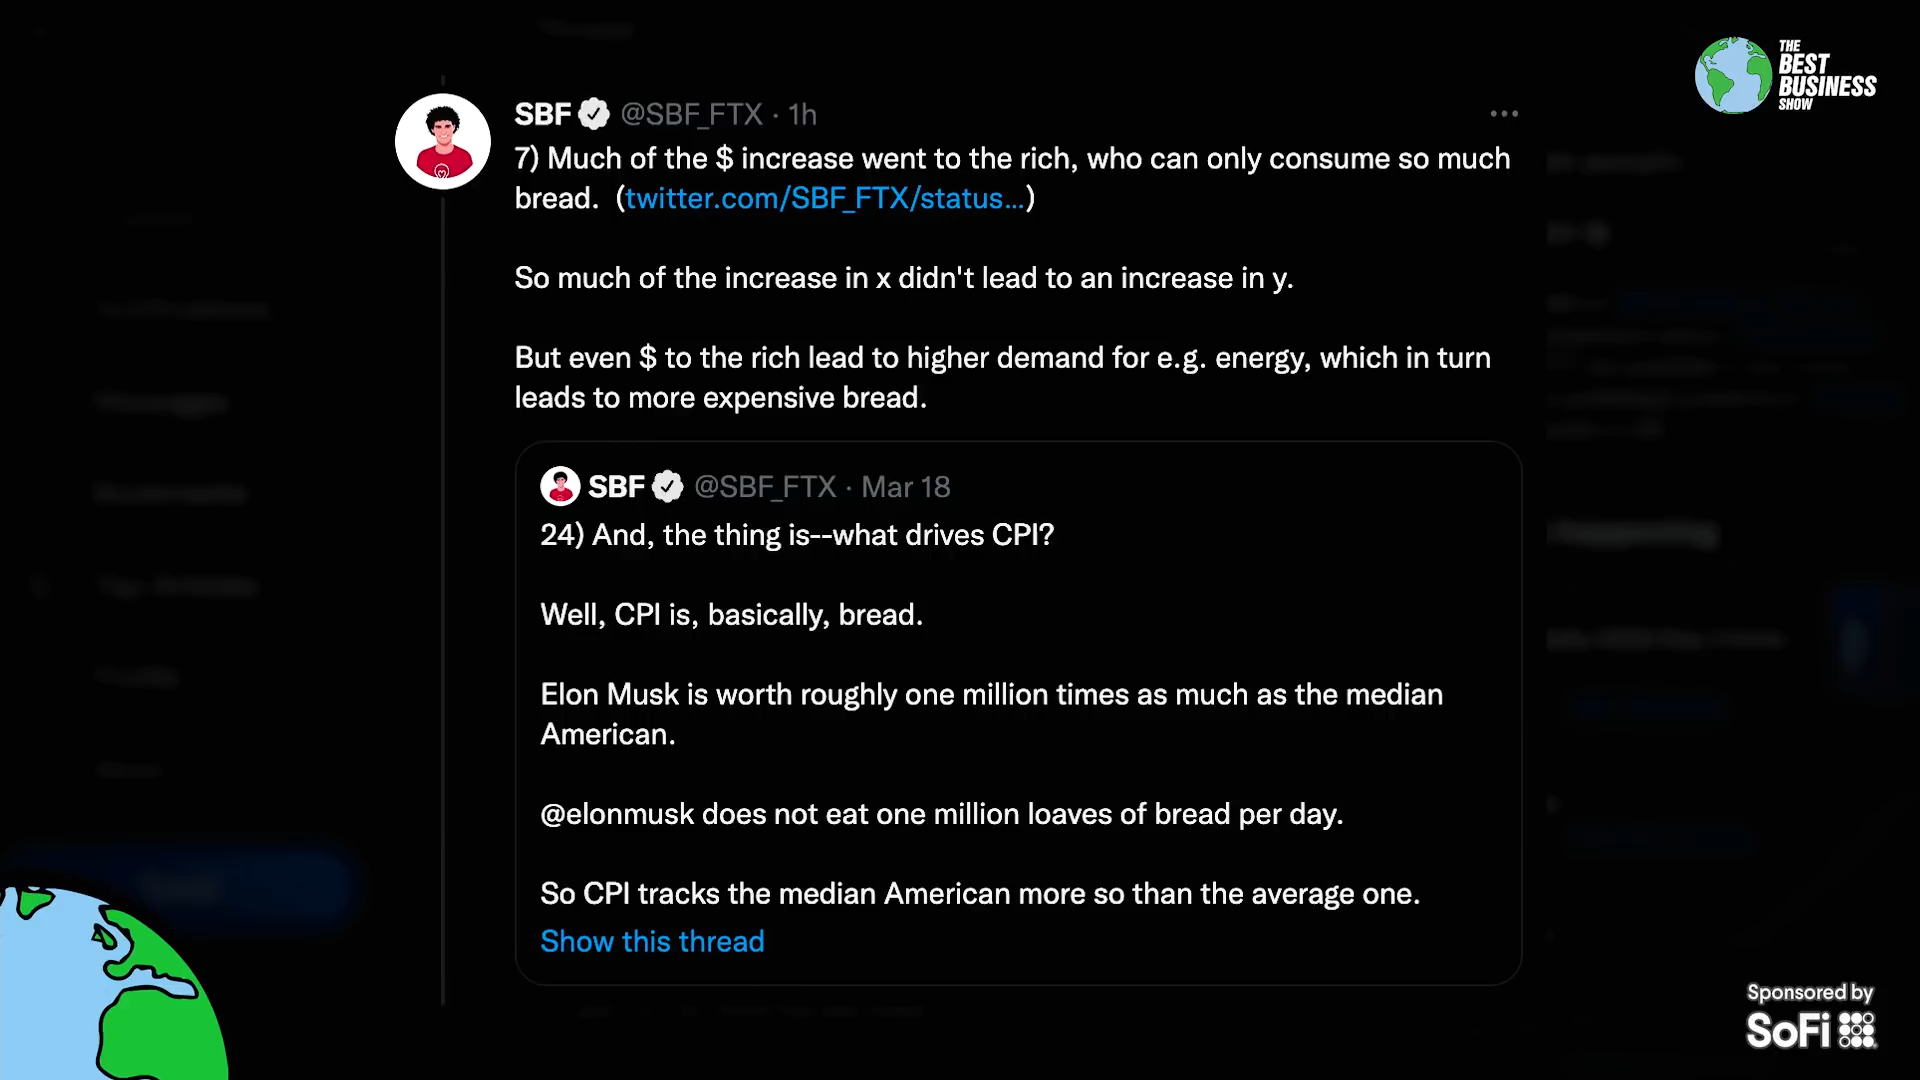 THE
BEST
BUSINESS
SHOW
SBF @SBF_FTX · 1h
7) Much of the $ increase went to the rich, who can only consume so much
bread.  (twitter.com/SBF_FTX/status…)
So much of the increase in x didn't lead to an increase in y.
But even $ to the rich lead to higher demand for e.g. energy, which in turn
leads to more expensive bread.
SBF @SBF_FTX · Mar 18
24) And, the thing is--what drives CPI?
Well, CPI is, basically, bread.
Elon Musk is worth roughly one million times as much as the median
American.
@elonmusk does not eat one million loaves of bread per day.
So CPI tracks the median American more so than the average one.
Show this thread
Sponsored by
SoFi